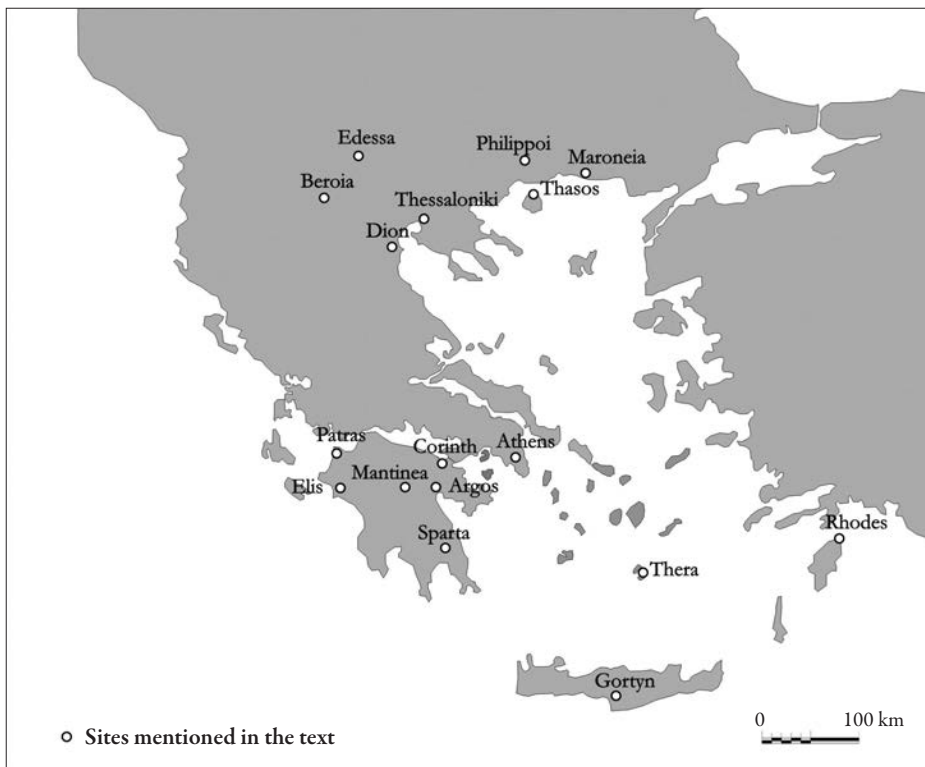 Edessa
Philippoi
Maroneia
Beroia
Thasos
Thessaloniki
Dion
Patras
Corinth
Athens
Mantinea
Elis
Argos
Sparta
Rhodes
Thera
Gortyn
0 100 km
Sites mentioned in the text